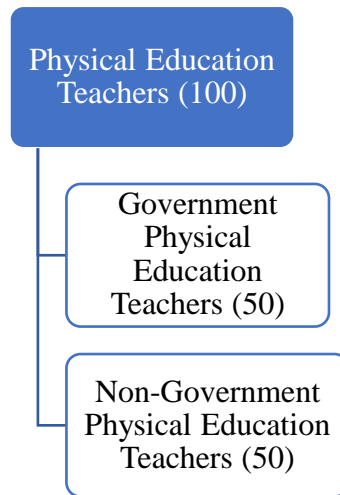 Physical Education
Teachers (100)
Government
Physical
Education
Teachers (50)
Non-Government
Physical Education
Teachers (50)